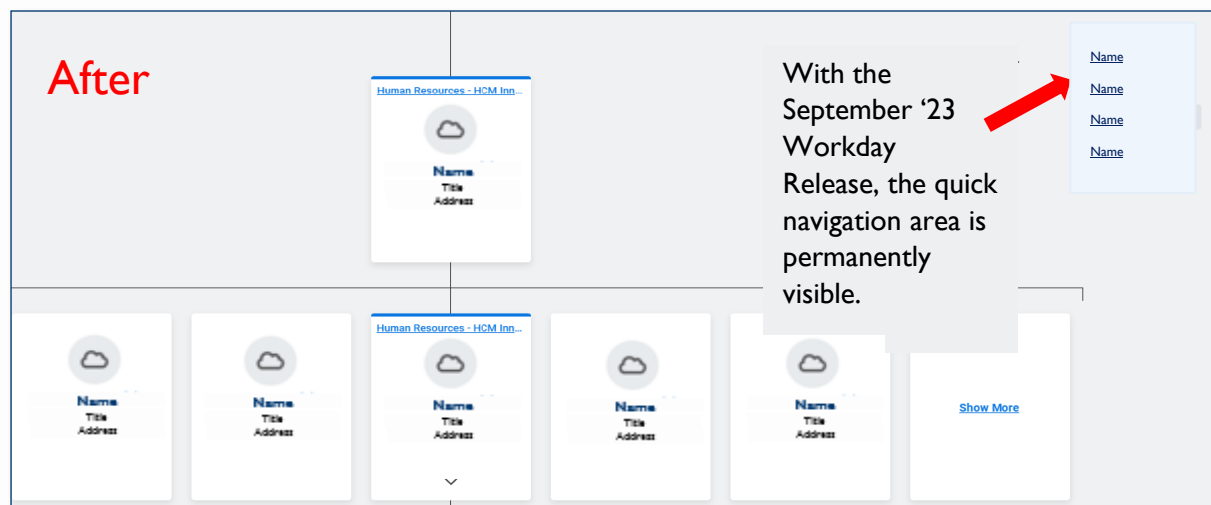 After
Human Resources - HCM Inn...
Name
Title
Address
With the
September ‘23
Workday
Release, the quick
navigation area is
permanently
visible.
Name
Name
Name
Name
Name
Title
Address
Name
Title
Address
Human Resources - HCM Inn...
Name
Title
Address
Name
Title
Address
Name
Title
Address
Show More